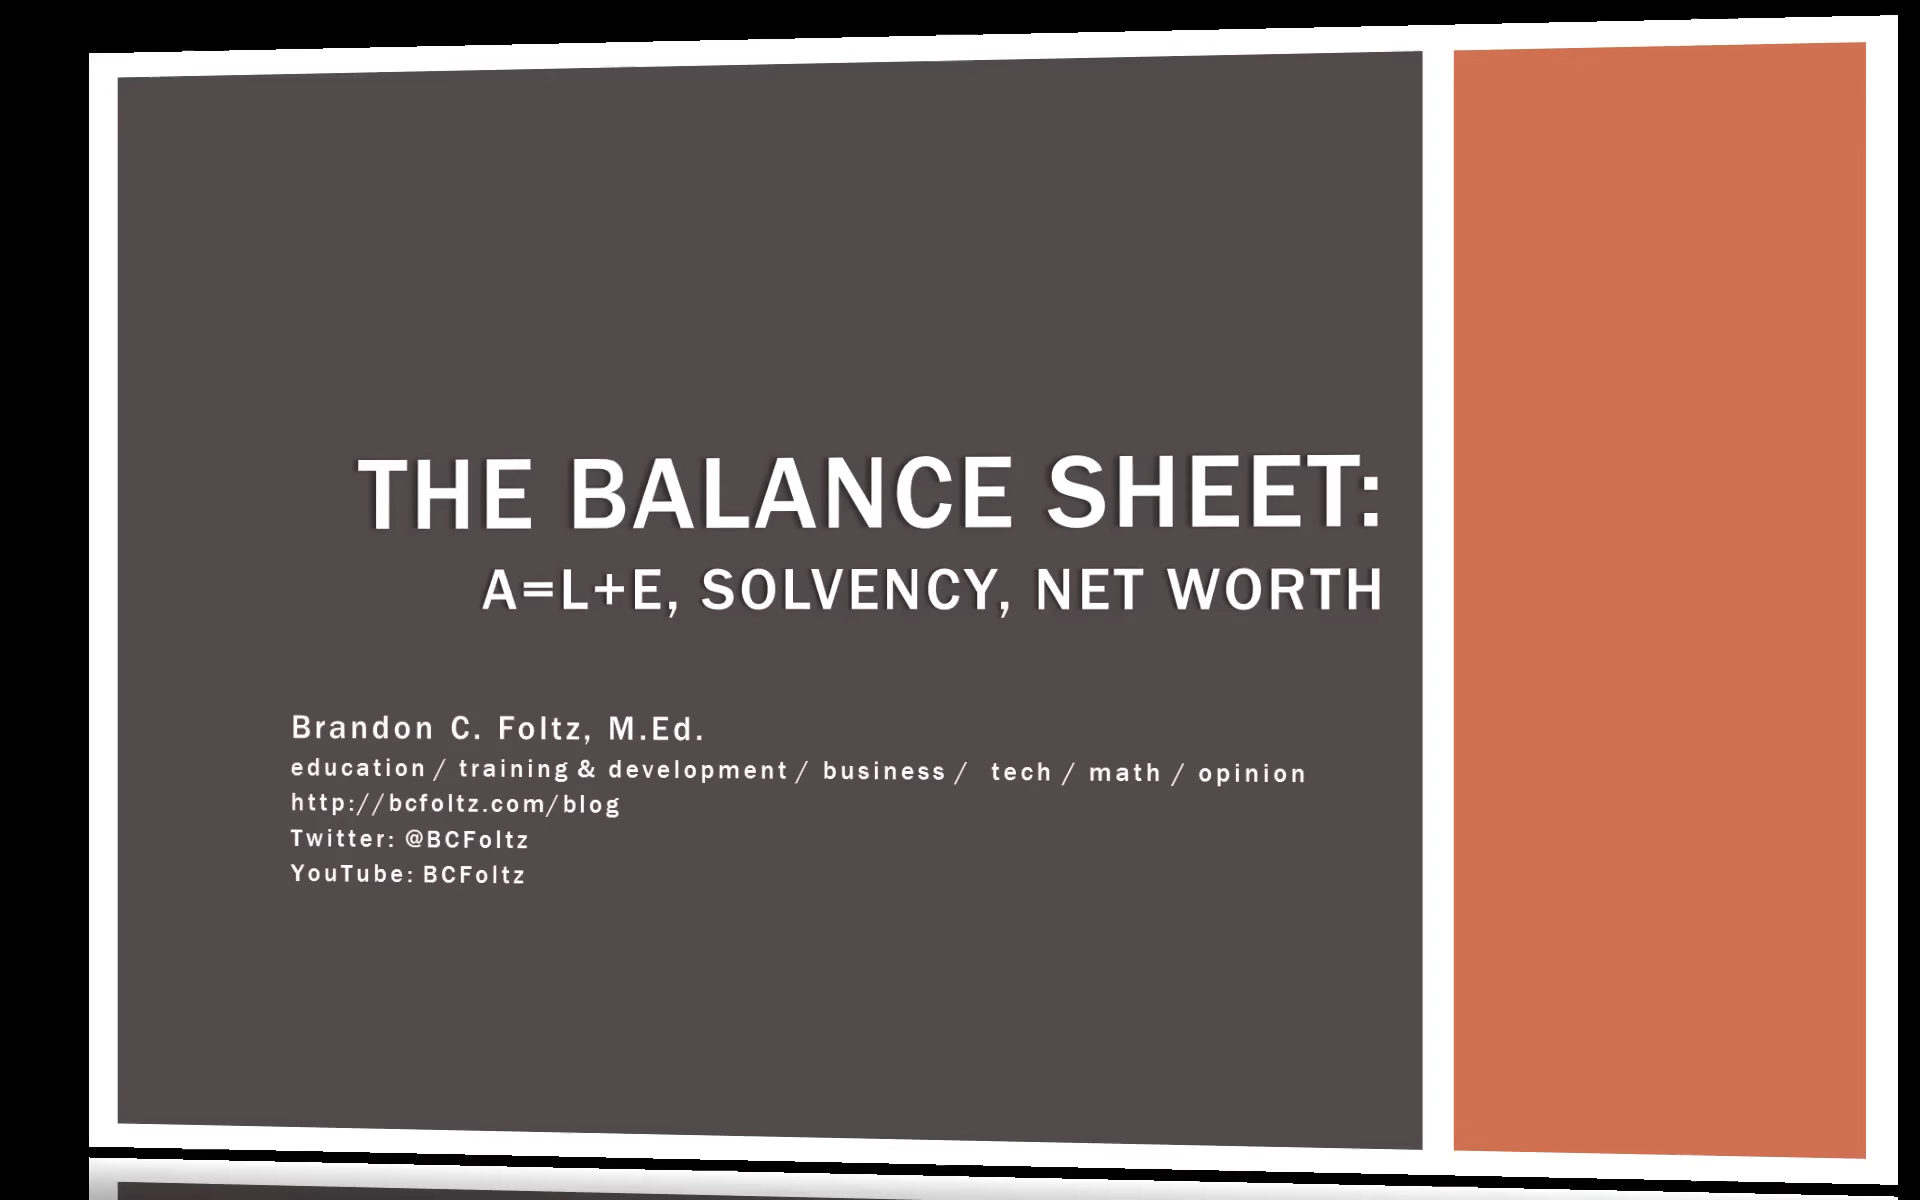 THE BALANCE SHEET:
A=L+E, SOLVENCY, NET WORTH
Brandon C. Foltz, M.Ed.
education / training & development / business / tech / math / opinion
http://bcfoltz.com/blog
Twitter: @BCFoltz
YouTube: BCFoltz